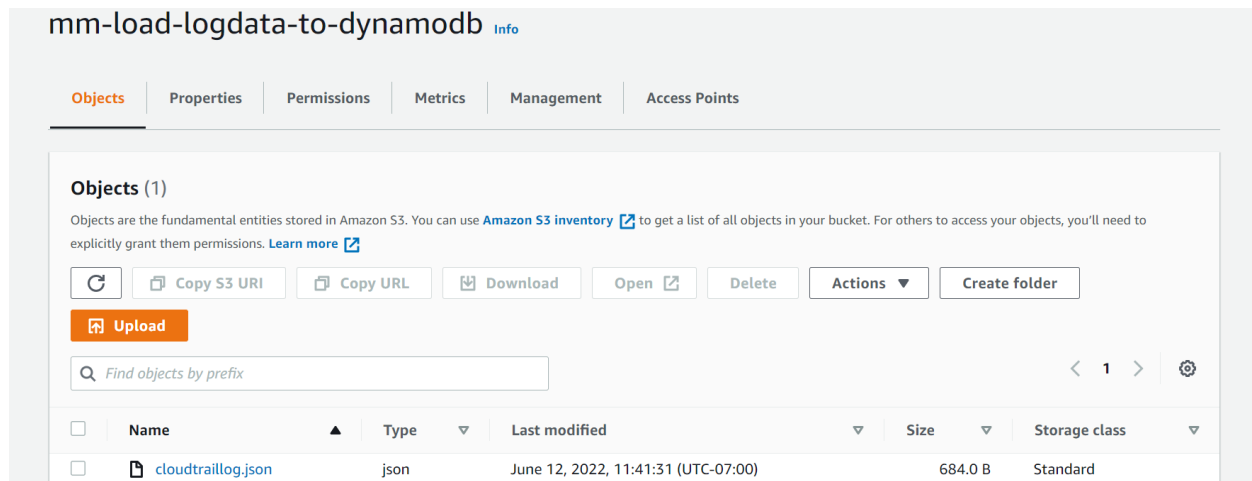 mm-load-logdata-to-dynamodb Info
Objects Properties Permissions Metrics Management Access Points
Objects (1)
Objects are the fundamental entities stored in Amazon S3. You can use Amazon S3 inventory to get a list of all objects in your bucket. For others to access your objects, you'll need to
explicitly grant them permissions. Learn more
Copy S3 URI Copy URL Download Open Delete Actions Create folder
Upload
Find objects by prefix 1
Name Type Last modified Size Storage class
cloudtraillog.json json June 12, 2022, 11:41:31 (UTC-07:00) 684.0 B Standard